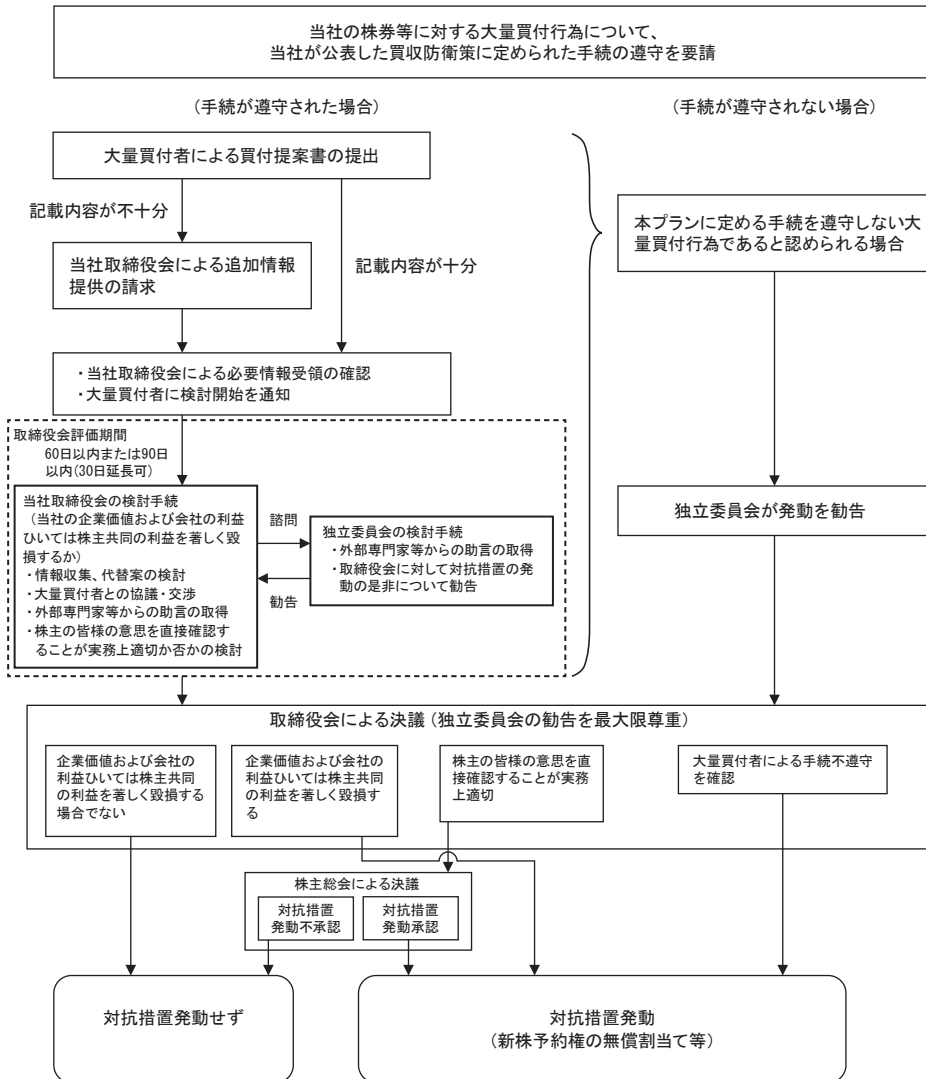 当社の株券等に対する大量買付行為について、
当社が公表した買収防衛策に定められた手続の遵守を要請
（手続が遵守された場合）
（手続が遵守されない場合）
大量買付者による買付提案書の提出
記載内容が不十分
記載内容が十分
当社取締役会による追加情報
提供の請求
本プランに定める手続を遵守しない大
量買付行為であると認められる場合
・当社取締役会による必要情報受領の確認
・大量買付者に検討開始を通知
取締役会評価期間
60日以内または90日
以内（30日延長可）
当社取締役会の検討手続
（当社の企業価値および会社の利益
ひいては株主共同の利益を著しく毀
損するか）
・情報収集、代替案の検討
・大量買付者との協議・交渉
・外部専門家等からの助言の取得
・株主の皆様の意思を直接確認す
ることが実務上適切か否かの検討
諮問
勧告
独立委員会の検討手続
・外部専門家等からの助言の取得
・取締役会に対して対抗措置の発
動の是非について勧告
独立委員会が発動を勧告
取締役会による決議（独立委員会の勧告を最大限尊重）
企業価値および会社の
利益ひいては株主共同
の利益を著しく毀損する
場合でない
企業価値および会社の
利益ひいては株主共同
の利益を著しく毀損す
る
株主の皆様の意思を直
接確認することが実務
上適切
大量買付者による手続不遵守
を確認
株主総会による決議
対抗措置
発動不承認
対抗措置
発動承認
対抗措置発動せず
対抗措置発動
（新株予約権の無償割当て等）